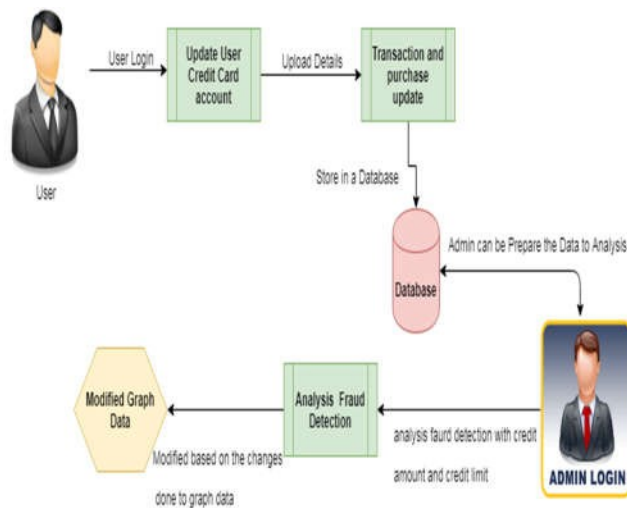 User Login
Update User
Credit Card
account
Upload Details
Transaction and
purchase
update
User
Store in a Database
Admin can be Prepare the Data to Analysis
Database
Modified Graph
Data
Analysis Fraud
Detection
analysis faurd detection with credit
amount and credit limit
Modified based on the changes
done to graph data
ADMIN LOGIN